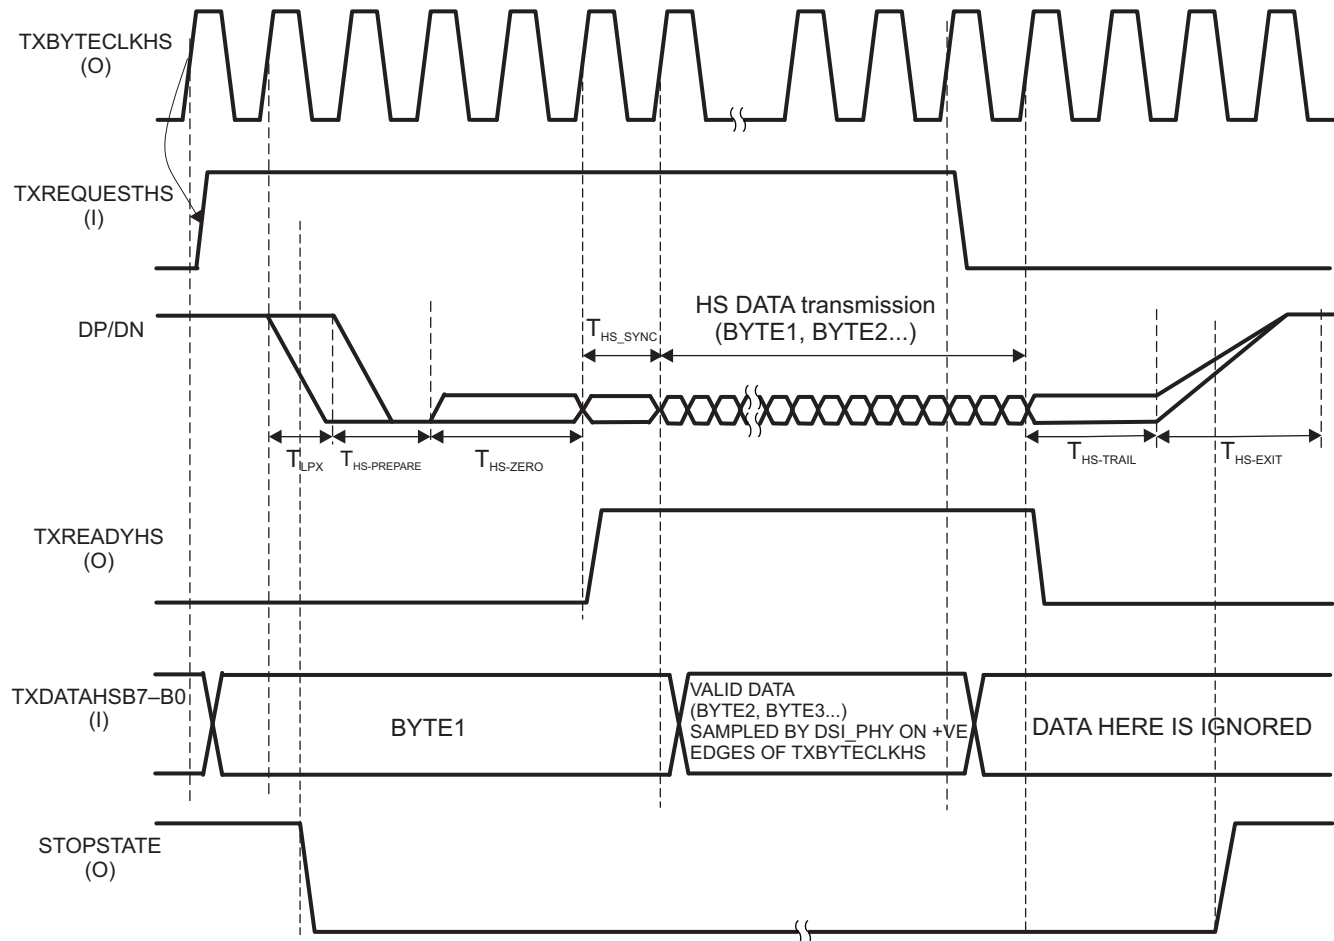 TXBYTECLKHS
(O)
TXREQUESTHS
(I)
DP/DN
HS DATA transmission
(BYTE1, BYTE2...)
THS_SYNC
TLPX
THS-PREPARE
THS-ZERO
THS-TRAIL
THS-EXIT
TXREADYHS
(O)
TXDATAHSB7–B0
(I)
BYTE1
VALID DATA
(BYTE2, BYTE3...)
SAMPLED BY DSI_PHY ON +VE
EDGES OF TXBYTECLKHS
DATA HERE IS IGNORED
STOPSTATE
(O)